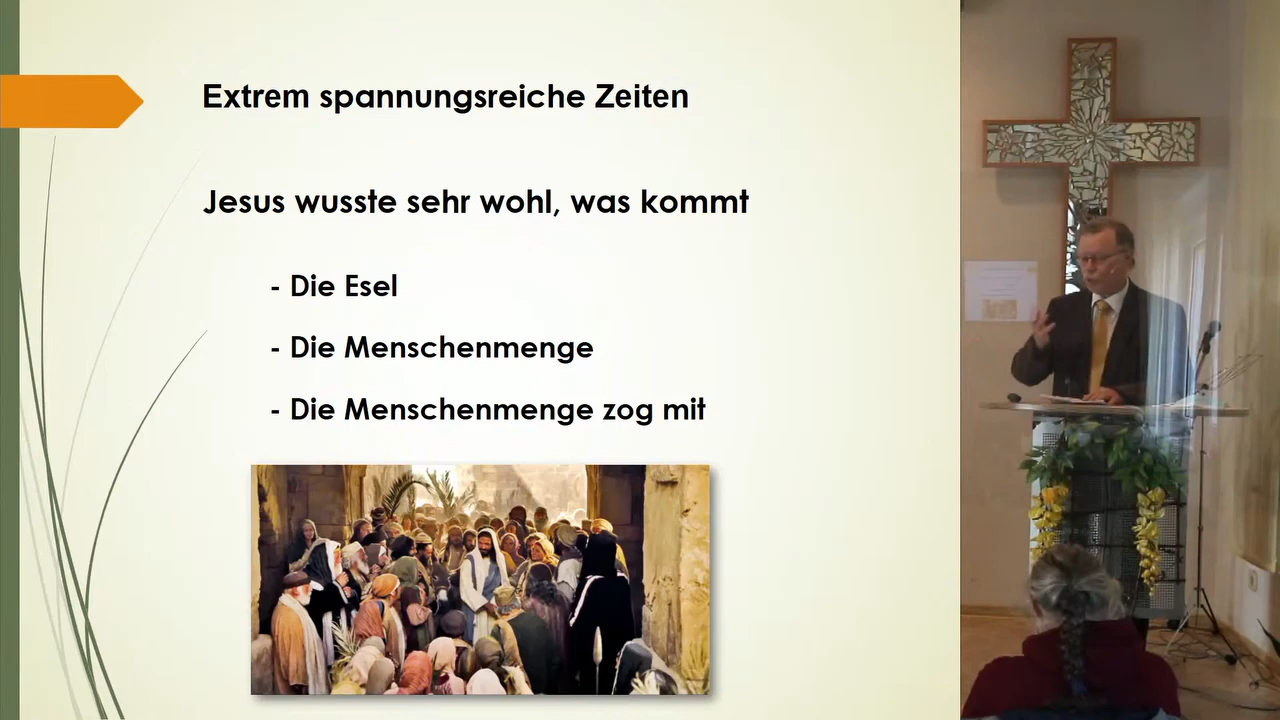 Extrem spannungsreiche Zeiten
Jesus wusste sehr wohl, was kommt
- Die Esel
- Die Menschenmenge
- Die Menschenmenge zog mit